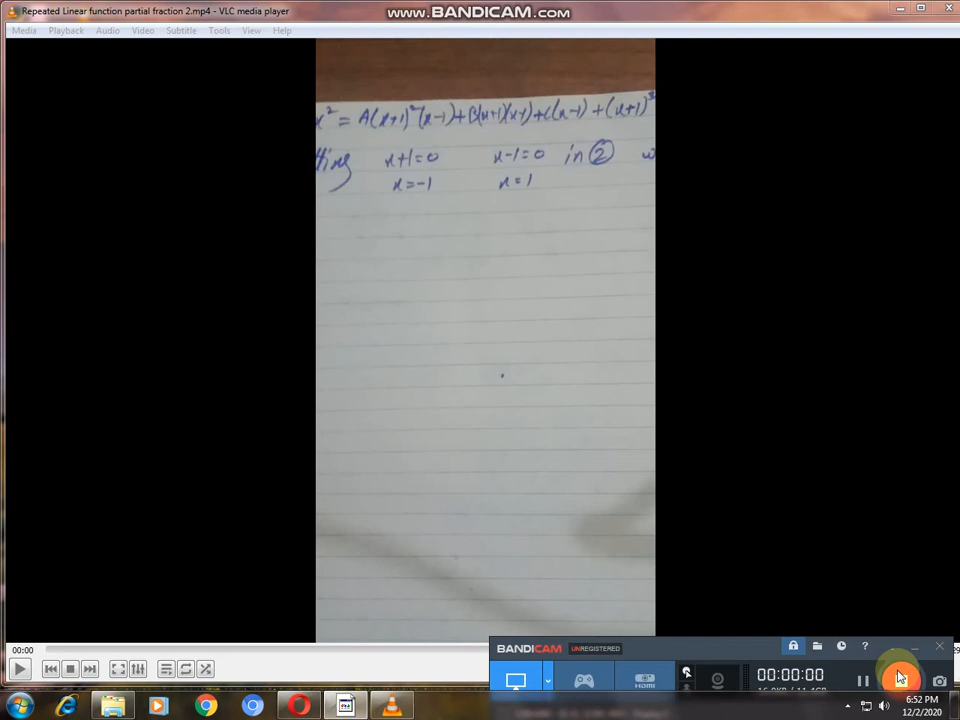 Repeated Linear function partial fraction 2.mp4 - VLC media player
www.BANDICAM.com
Media Playback Audio Video Subtitle Tools View Help
x² = A(x+1)²(x-1)+B(x+1)(x-1)+C(x-1)+(x+1)³
x+1=0 x-1=0 in ②
x=-1 x=1
00:00
BANDICAM UNREGISTERED
HDMI
00:00:00
6:52 PM
12/2/2020